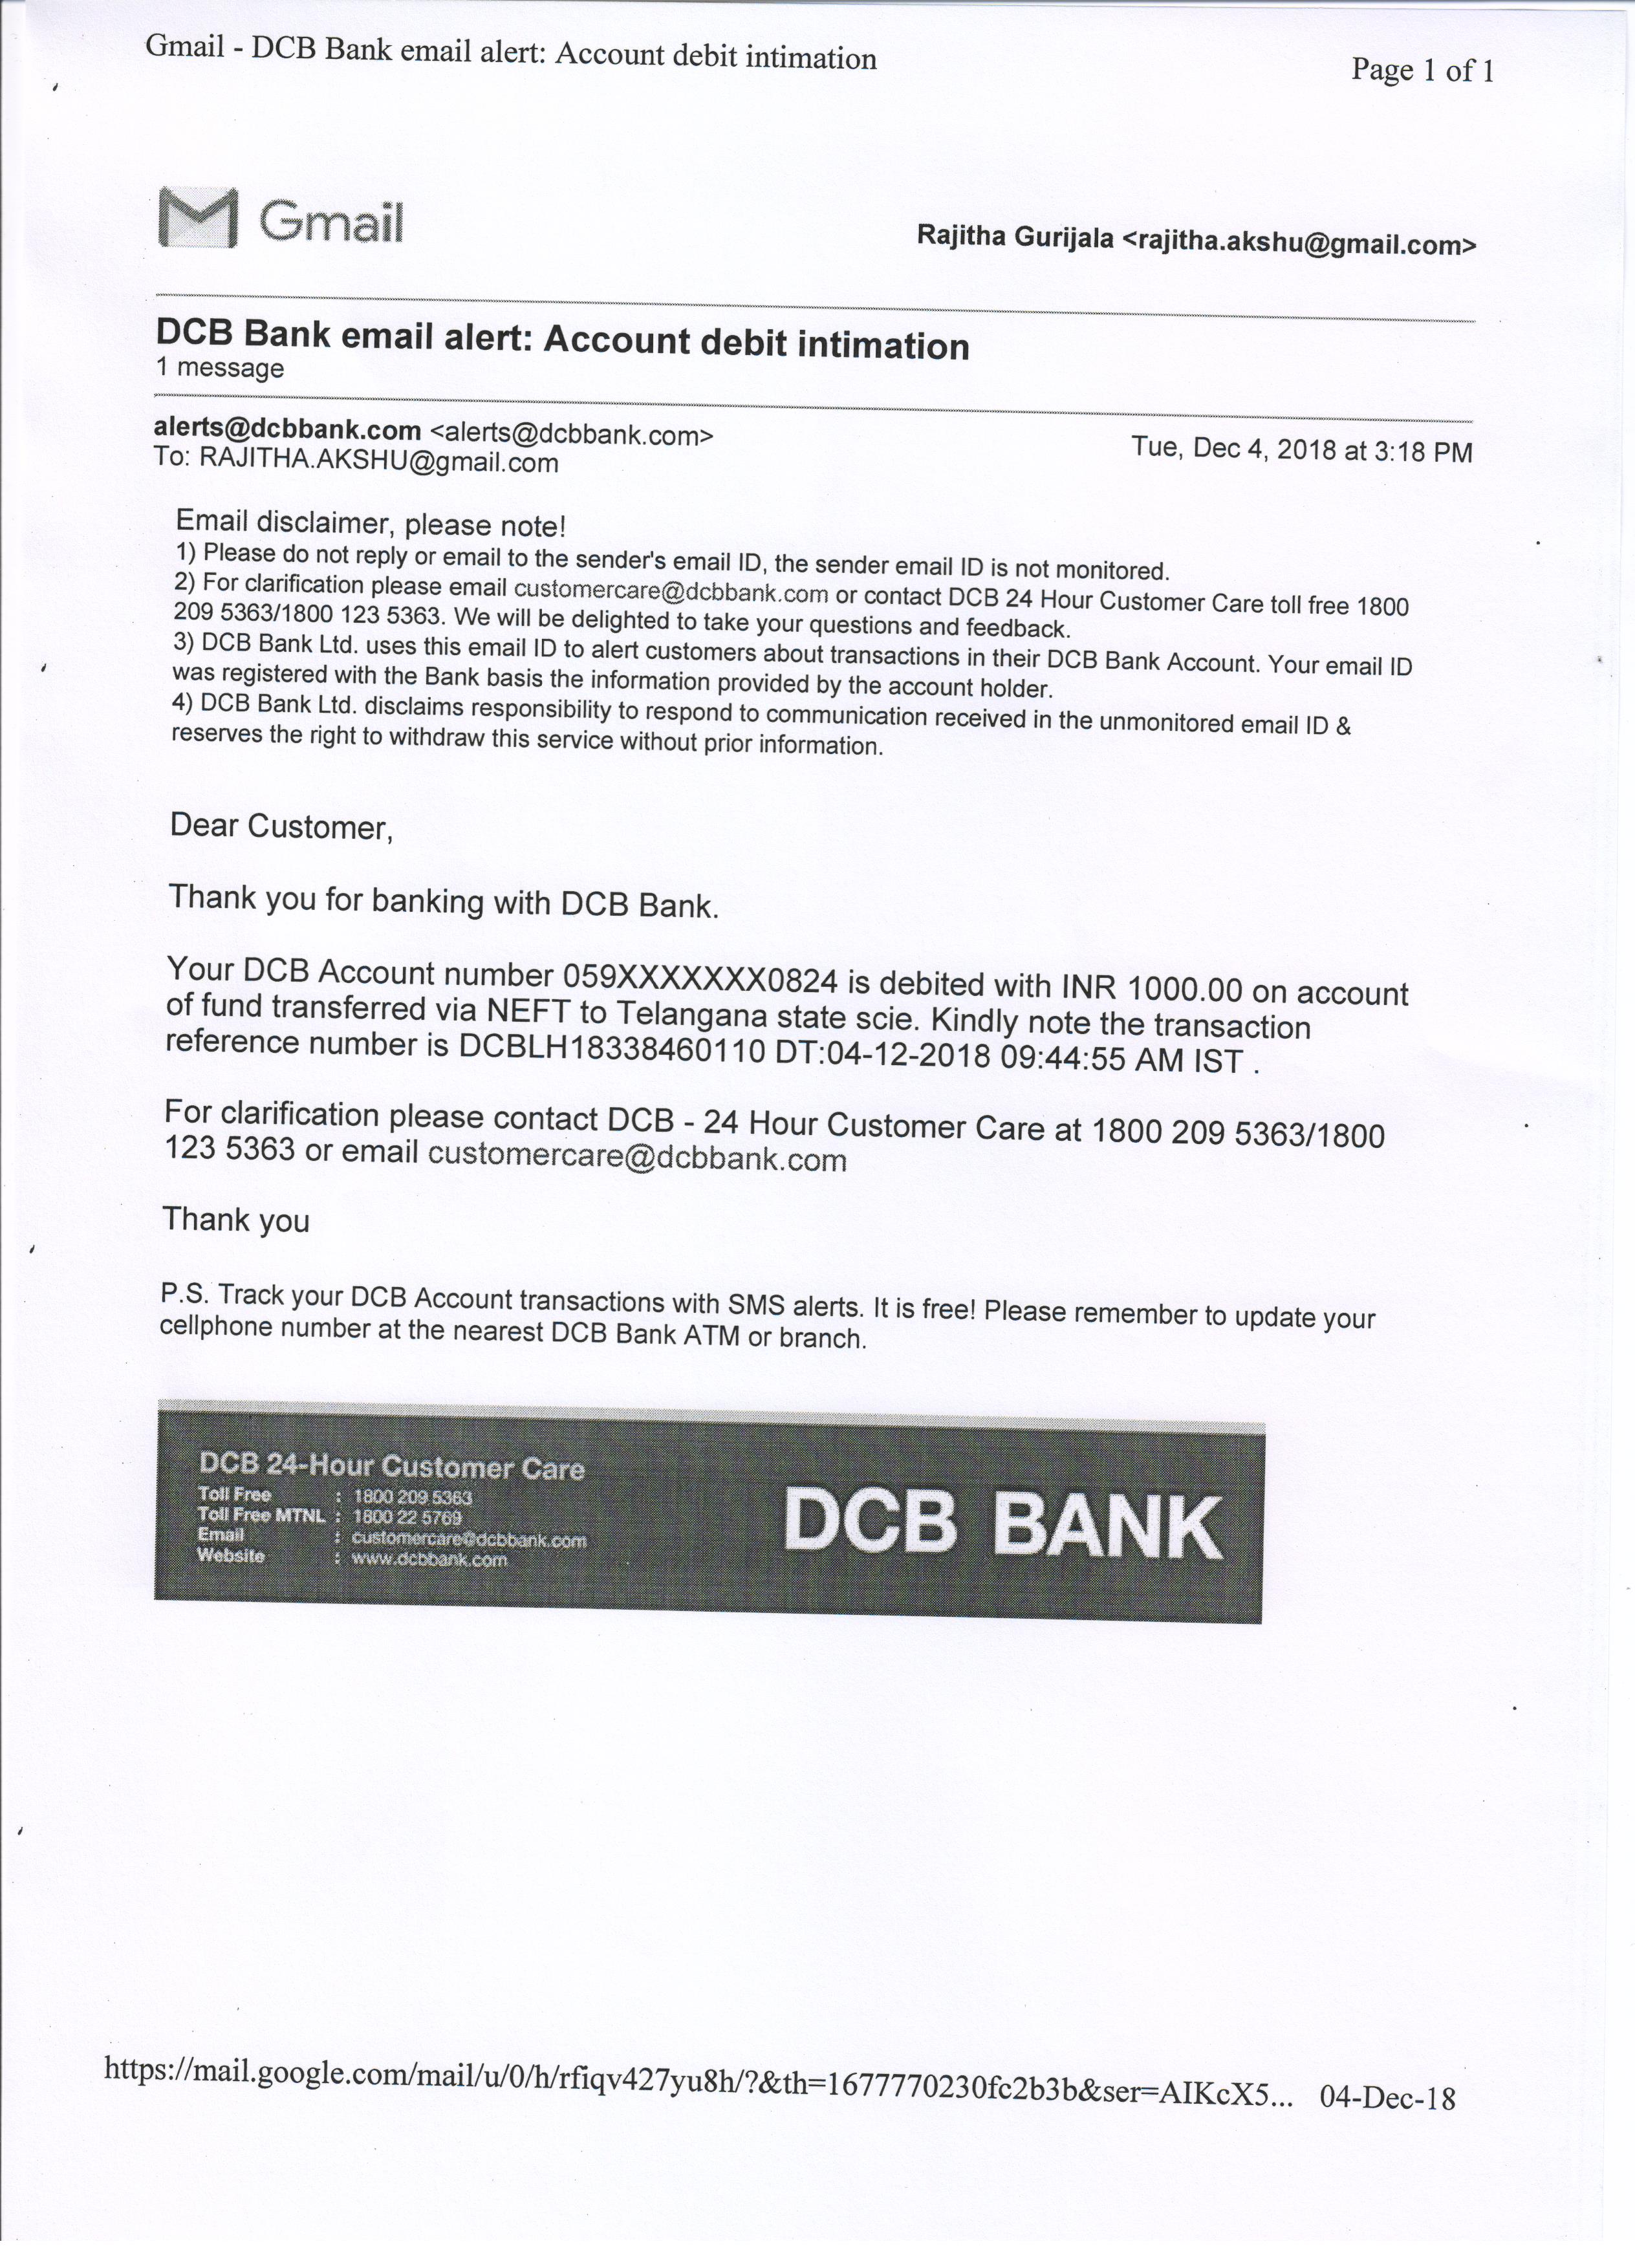 Gmail - DCB Bank email alert: Account debit intimation
Page 1 of 1
Gmail
Rajitha Gurijala <rajitha.akshu@gmail.com>
DCB Bank email alert: Account debit intimation
1 message
alerts@dcbbank.com <alerts@dcbbank.com>
Tue, Dec 4, 2018 at 3:18 PM
To: RAJITHA.AKSHU@gmail.com
Email disclaimer, please note!
1) Please do not reply or email to the sender's email ID, the sender email ID is not monitored.
2) For clarification please email customercare@dcbbank.com or contact DCB 24 Hour Customer Care toll free 1800
209 5363/1800 123 5363. We will be delighted to take your questions and feedback.
3) DCB Bank Ltd. uses this email ID to alert customers about transactions in their DCB Bank Account. Your email ID
was registered with the Bank basis the information provided by the account holder.
4) DCB Bank Ltd. disclaims responsibility to respond to communication received in the unmonitored email ID &
reserves the right to withdraw this service without prior information.
Dear Customer,
Thank you for banking with DCB Bank.
Your DCB Account number 059XXXXXXX0824 is debited with INR 1000.00 on account
of fund transferred via NEFT to Telangana state scie. Kindly note the transaction
reference number is DCBLH18338460110 DT:04-12-2018 09:44:55 AM IST .
For clarification please contact DCB - 24 Hour Customer Care at 1800 209 5363/1800
123 5363 or email customercare@dcbbank.com
Thank you
P.S. Track your DCB Account transactions with SMS alerts. It is free! Please remember to update your
cellphone number at the nearest DCB Bank ATM or branch.
DCB 24-Hour Customer Care
Toll Free : 1800 209 5363
Toll Free MTNL : 1800 22 5769
Email : customercare@dcbbank.com
Website : www.dcbbank.com
DCB BANK
https://mail.google.com/mail/u/0/h/rfiqv427yu8h/?&th=1677770230fc2b3b&ser=AIKcX5... 04-Dec-18